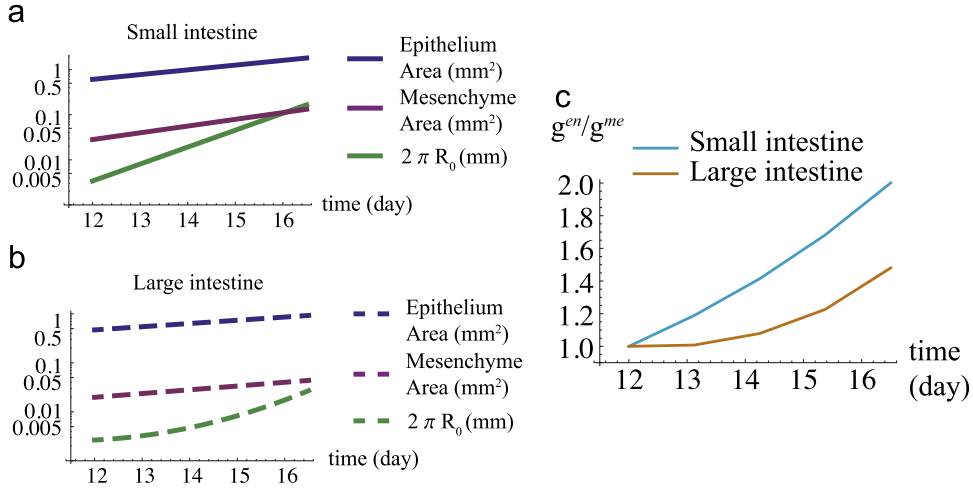 a
Small intestine
1
0.5
0.1
0.05
0.01
0.005
12 13 14 15 16
time (day)
Epithelium
Area (mm²)
Mesenchyme
Area (mm²)
2 π R₀ (mm)
b
Large intestine
1
0.5
0.1
0.05
0.01
0.005
12 13 14 15 16
time (day)
Epithelium
Area (mm²)
Mesenchyme
Area (mm²)
2 π R₀ (mm)
c
gᵉⁿ/gᵐᵉ
Small intestine
Large intestine
2.0
1.8
1.6
1.4
1.2
1.0
12 13 14 15 16
time
(day)